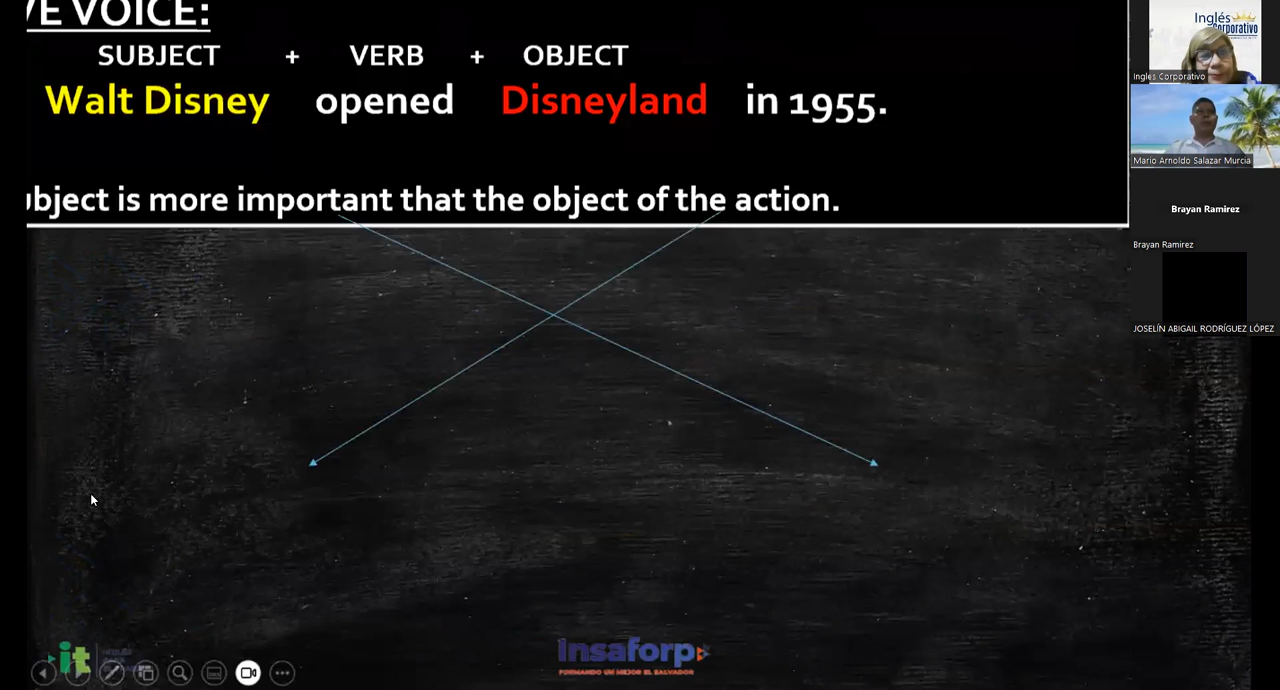 VE VOICE:
SUBJECT + VERB + OBJECT
Walt Disney opened Disneyland in 1955.
ubject is more important that the object of the action.
Inglés
Corporativo
Ingles Corporativo
Mario Arnoldo Salazar Murcia
Brayan Ramirez
Brayan Ramirez
JOSELÍN ABIGAIL RODRÍGUEZ LÓPEZ
it
Insaforp
FORMANDO UN MEJOR EL SALVADOR